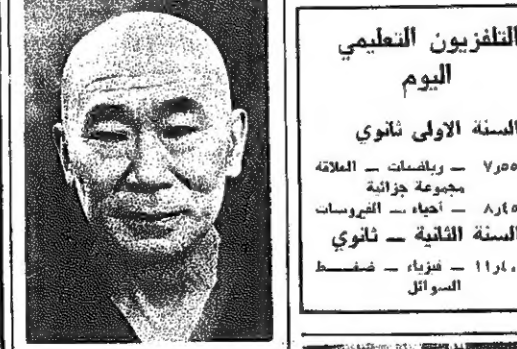 التلفزيون التعليمي
اليوم
السنة الاولى ثانوي
٧٫٥٥ – رياضيات – العلاقة
مجموعة جزائية
٨٫٤٥ – أحياء – الفيروسات
السنة الثانية – ثانوي
١١٫٤٠ – فيزياء – ضغط
السوائل